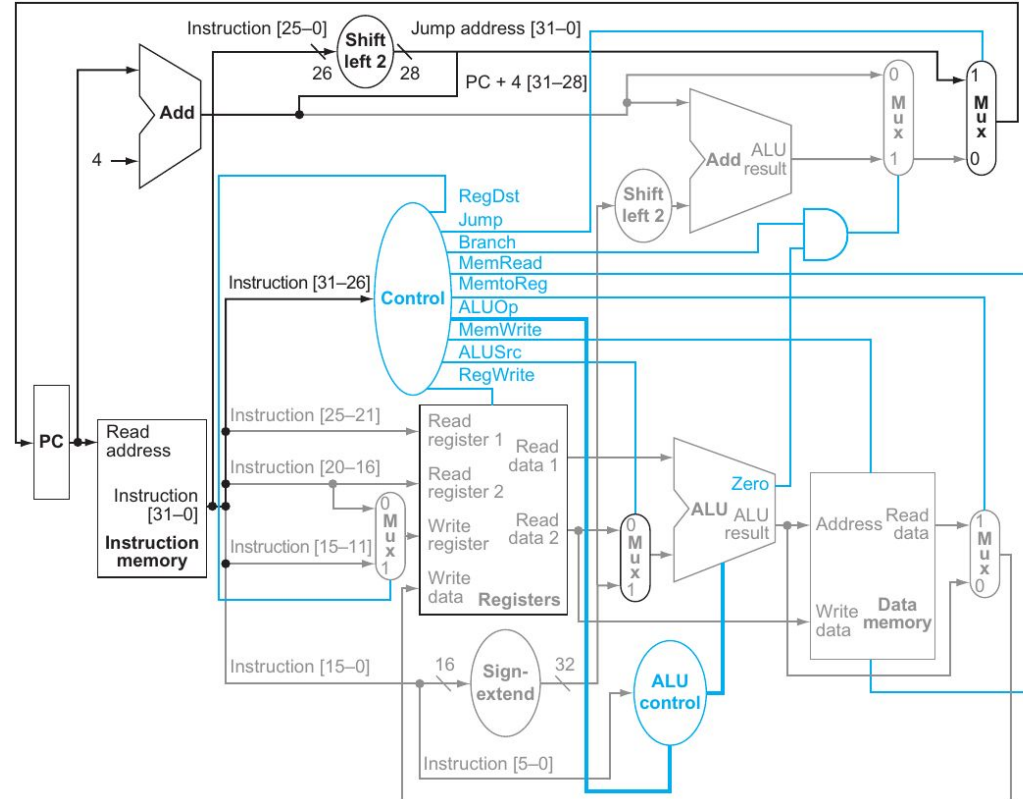 Instruction [25–0]
Shift
left 2
Jump address [31–0]
26
28
PC + 4 [31–28]
Add
4
0
M
u
x
1
1
M
u
x
0
Add
ALU
result
Shift
left 2
RegDst
Jump
Branch
MemRead
MemtoReg
ALUOp
MemWrite
ALUSrc
RegWrite
Instruction [31–26]
Control
PC
Read
address
Instruction
[31–0]
Instruction
memory
Instruction [25–21]
Instruction [20–16]
Instruction [15–11]
0
M
u
x
1
Read
register 1
Read
register 2
Write
register
Write
data
Read
data 1
Read
data 2
Registers
0
M
u
x
1
Zero
ALU
ALU
result
Address
Read
data
Write
data
Data
memory
1
M
u
x
0
Instruction [15–0]
16
Sign-
extend
32
ALU
control
Instruction [5–0]